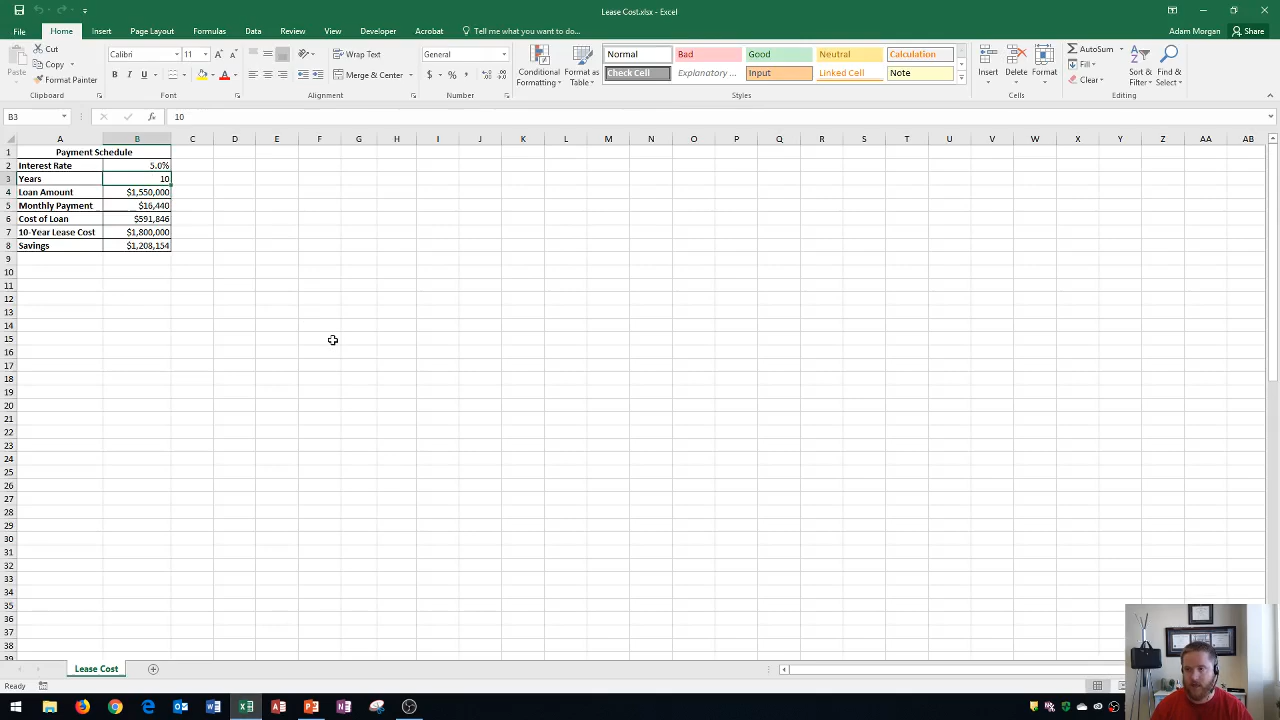 Lease Cost.xlsx - Excel
File Home Insert Page Layout Formulas Data Review View Developer Acrobat Tell me what you want to do... Adam Morgan Share
Paste
Cut
Copy
Format Painter
Clipboard
Calibri 11
B I U
Font
Wrap Text
Merge & Center
Alignment
General
$ % ,
Number
Conditional Formatting
Format as Table
Normal Bad Good Neutral Calculation
Check Cell Explanatory ... Input Linked Cell Note
Styles
Insert Delete Format
Cells
AutoSum
Fill
Clear
Sort & Filter
Find & Select
Editing
B3 fx 10
A B C D E F G H I J K L M N O P Q R S T U V W X Y Z AA AB
1 Payment Schedule
2 Interest Rate 5.0%
3 Years 10
4 Loan Amount $1,550,000
5 Monthly Payment $16,440
6 Cost of Loan $591,846
7 10-Year Lease Cost $1,800,000
8 Savings $1,208,154
9
10
11
12
13
14
15
16
17
18
19
20
21
22
23
24
25
26
27
28
29
30
31
32
33
34
35
36
37
38
39
Lease Cost
Ready